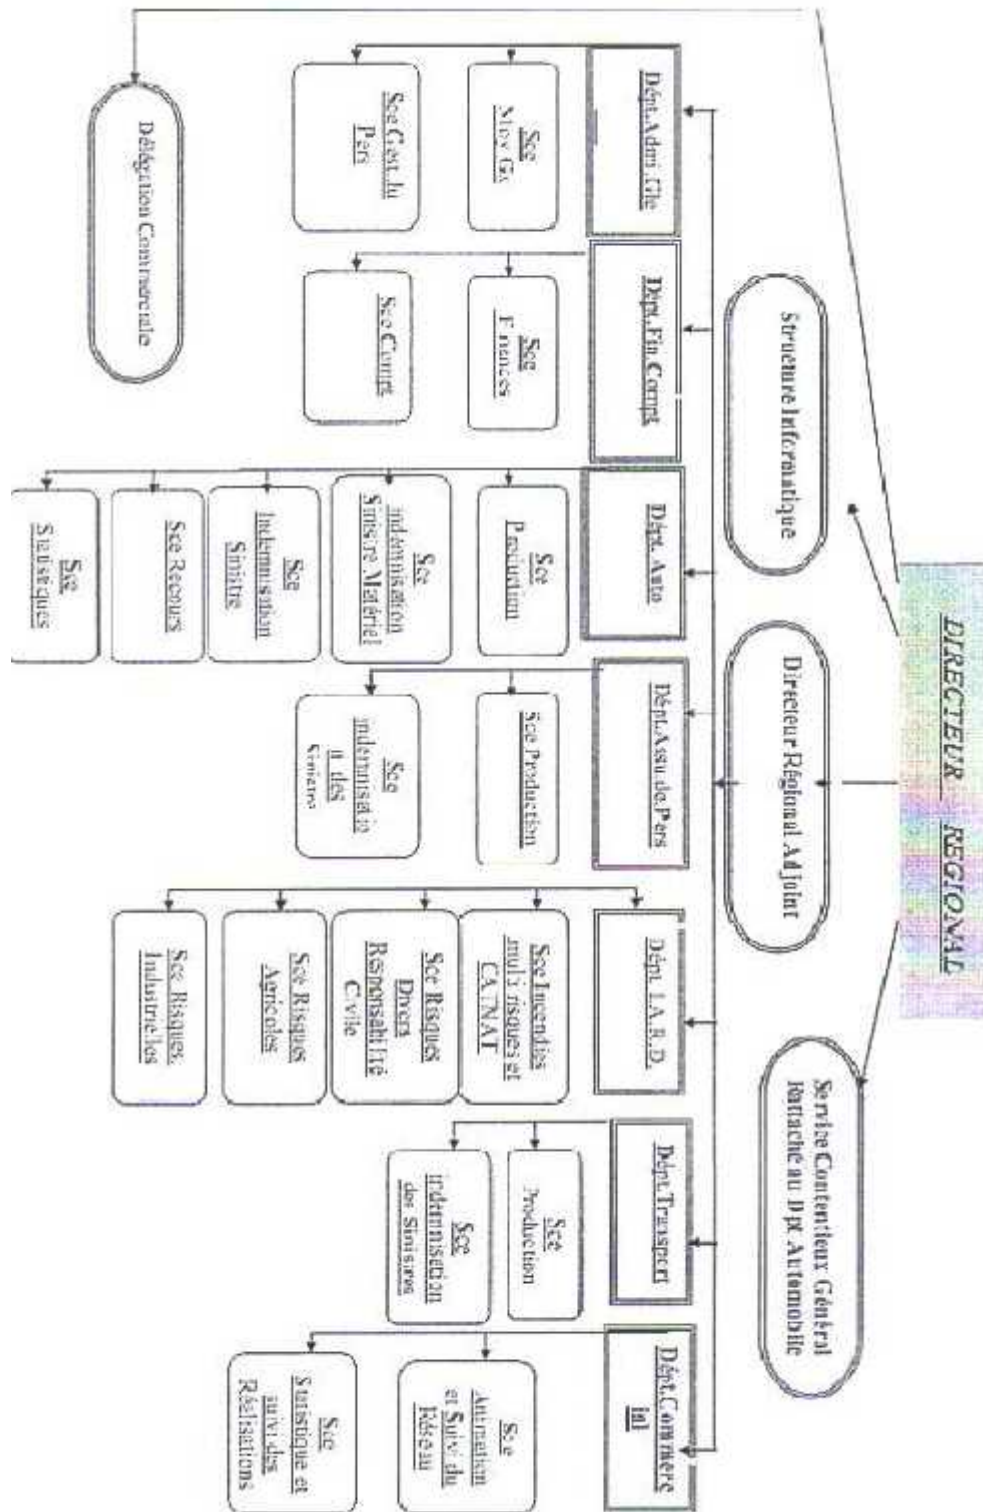 DIRECTEUR REGIONAL
Structure Informatique
Directeur Régional Adjoint
Service Contentieux Général
Rattaché au Dpt Automobile
Délégation Commerciale
Dépt.Admi.Gle
Sce
Moy.Gx
Sce Gest.du
Pers
Dépt.Fin.Compt
Sce
Finances
Sce Compt
Dépt.Auto
Sce
Production
Sce
indemnisation
Sinistre Matériel
Sce
Indemnisation
Sinistre
Sce Recours
Sce
Statistiques
Dépt.Assu.de.Pers
Sce Production
Sce
indemnisatio
n des
Sinistre
Dépt. I.A.R.D.
Sce Incendies
multi risques et
CATNAT
Sce Risques
Divers
Responsabilité
Civile
Sce Risques
Agricoles
Sce Risques
Industrielles
Dépt.Transport
Sce
Production
Sce
indemnisation
des Sinistres
Dépt.Commerc
ial
Sce
Animation
et Suivi du
Réseau
Sce
Statistique et
suivi des
Réalisations